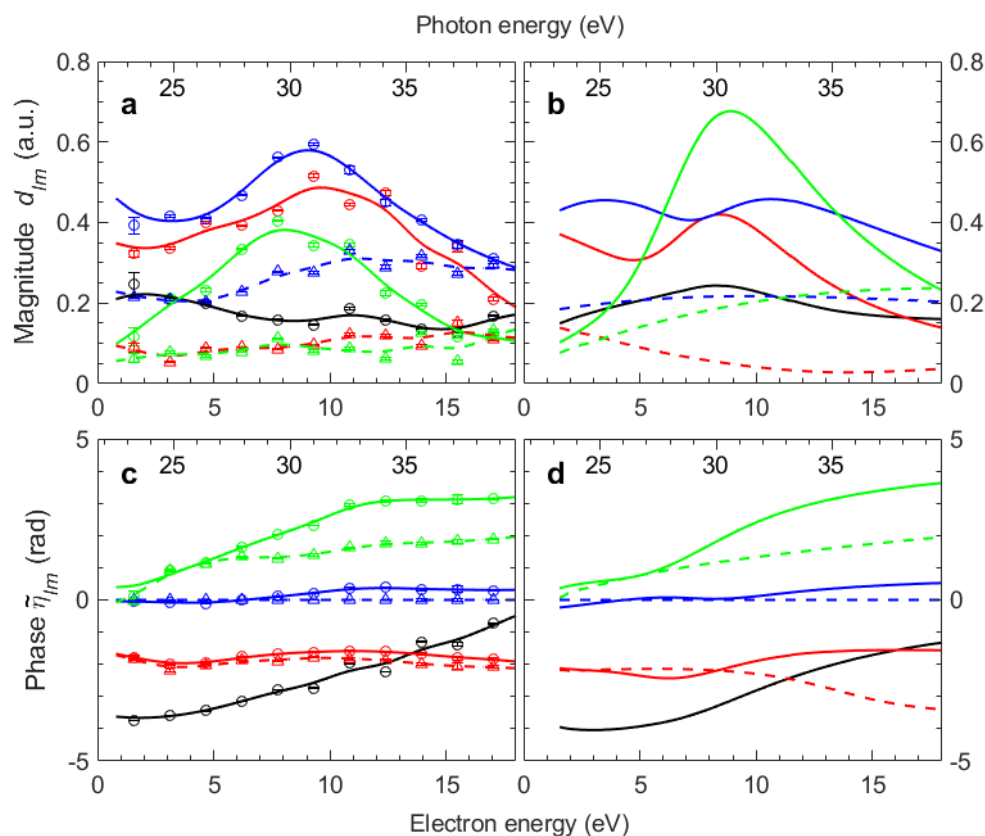 Photon energy (eV)
0.8 25 30 35 25 30 35 0.8
a b
0.6 0.6
0.4 0.4
0.2 0.2
0 0
0 5 10 15 0 5 10 15
Magnitude d_lm (a.u.)
5 25 30 35 25 30 35 5
c d
0 0
-5 -5
0 5 10 15 0 5 10 15
Phase η̃_lm (rad)
Electron energy (eV)